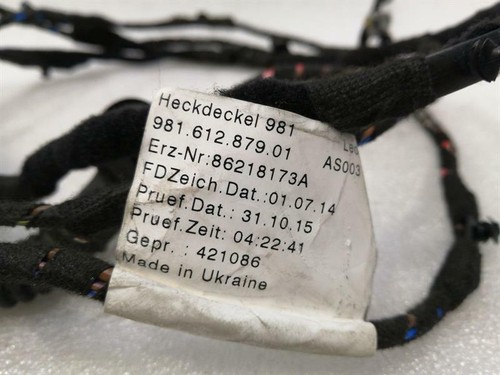 Heckdeckel 981
981.612.879.01
Erz-Nr:86218173A AS003
FDZeich.Dat.:01.07.14
Pruef.Dat.: 31.10.15
Pruef.Zeit: 04:22:41
Gepr. : 421086
Made in Ukraine